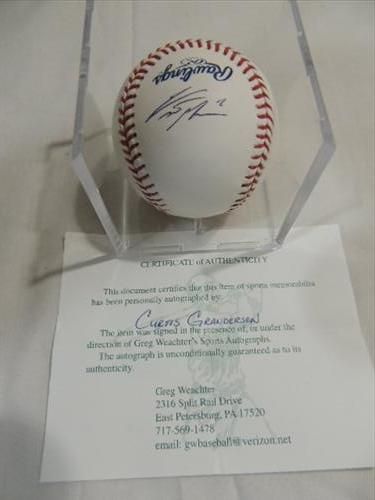 Rawlings
CERTIFICATE of AUTHENTICITY
This document certifies that this item of sports memorabilia
has been personally autographed by:
Curtis Granderson
The item was signed in the presence of, or under the
direction of Greg Weachter's Sports Autographs.
The autograph is unconditionally guaranteed as to its
authenticity.
Greg Weachter
2316 Split Rail Drive
East Petersburg, PA 17520
717-569-1478
email: gwbaseball@verizon.net